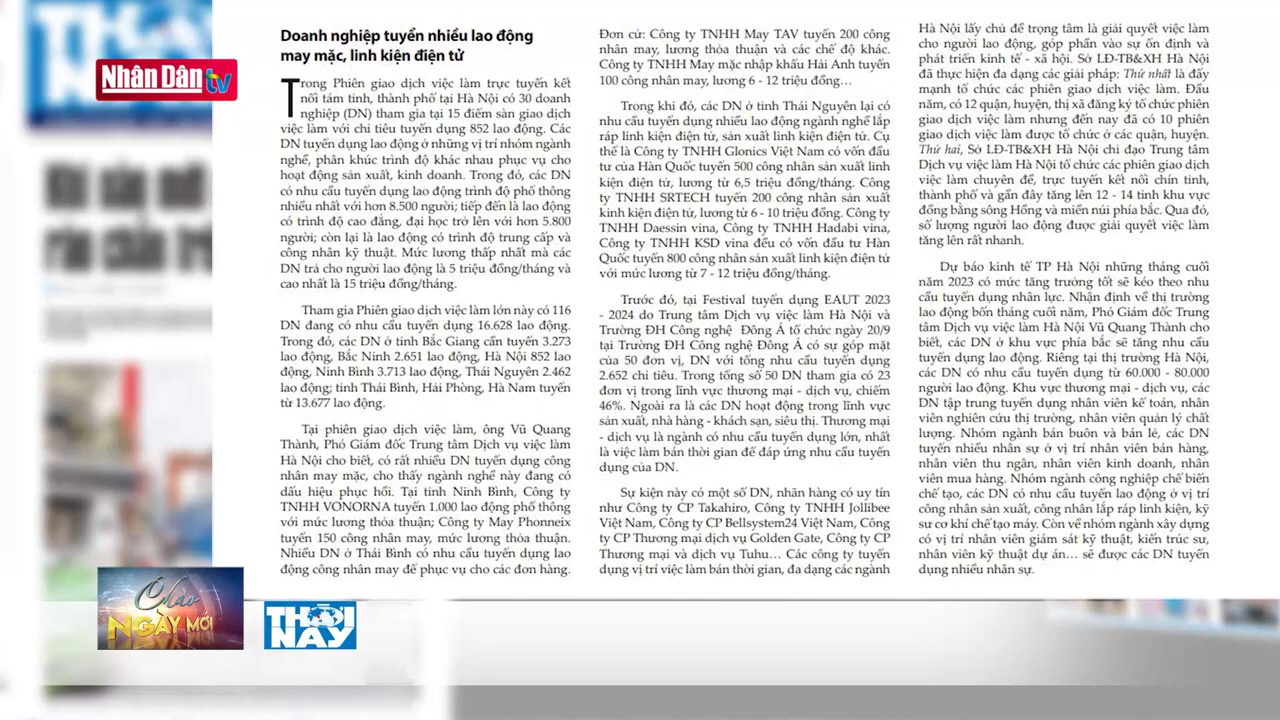 Nhân Dân tv
Doanh nghiệp tuyển nhiều lao động
may mặc, linh kiện điện tử
Trong Phiên giao dịch việc làm trực tuyến kết
nối tám tỉnh, thành phố tại Hà Nội có 30 doanh
nghiệp (DN) tham gia tại 15 điểm sàn giao dịch
việc làm với chỉ tiêu tuyển dụng 852 lao động. Các
DN tuyển dụng lao động ở những vị trí nhóm ngành
nghề, phân khúc trình độ khác nhau phục vụ cho
hoạt động sản xuất, kinh doanh. Trong đó, các DN
có nhu cầu tuyển dụng lao động trình độ phổ thông
nhiều nhất với hơn 8.500 người; tiếp đến là lao động
có trình độ cao đẳng, đại học trở lên với hơn 5.800
người; còn lại là lao động có trình độ trung cấp và
công nhân kỹ thuật. Mức lương thấp nhất mà các
DN trả cho người lao động là 5 triệu đồng/tháng và
cao nhất là 15 triệu đồng/tháng.
Tham gia Phiên giao dịch việc làm lớn này có 116
DN đang có nhu cầu tuyển dụng 16.628 lao động.
Trong đó, các DN ở tỉnh Bắc Giang cần tuyển 3.273
lao động, Bắc Ninh 2.651 lao động, Hà Nội 852 lao
động, Ninh Bình 3.713 lao động, Thái Nguyên 2.462
lao động; tỉnh Thái Bình, Hải Phòng, Hà Nam tuyển
từ 13.677 lao động.
Tại phiên giao dịch việc làm, ông Vũ Quang
Thành, Phó Giám đốc Trung tâm Dịch vụ việc làm
Hà Nội cho biết, có rất nhiều DN tuyển dụng công
nhân may mặc, cho thấy ngành nghề này đang có
dấu hiệu phục hồi. Tại tỉnh Ninh Bình, Công ty
TNHH VONORNA tuyển 1.000 lao động phổ thông
với mức lương thỏa thuận; Công ty May Phonneix
tuyển 150 công nhân may, mức lương thỏa thuận.
Nhiều DN ở Thái Bình có nhu cầu tuyển dụng lao
động công nhân may để phục vụ cho các đơn hàng.
Đơn cử: Công ty TNHH May TAV tuyển 200 công
nhân may, lương thỏa thuận và các chế độ khác.
Công ty TNHH May mặc nhập khẩu Hải Anh tuyển
100 công nhân may, lương 6 - 12 triệu đồng…
Trong khi đó, các DN ở tỉnh Thái Nguyên lại có
nhu cầu tuyển dụng nhiều lao động ngành nghề lắp
ráp linh kiện điện tử, sản xuất linh kiện điện tử. Cụ
thể là Công ty TNHH Glonics Việt Nam có vốn đầu
tư của Hàn Quốc tuyển 500 công nhân sản xuất linh
kiện điện tử, lương từ 6,5 triệu đồng/tháng. Công
ty TNHH SRTECH tuyển 200 công nhân sản xuất
kinh kiện điện tử, lương từ 6 - 10 triệu đồng. Công ty
TNHH Daessin vina, Công ty TNHH Hadabi vina,
Công ty TNHH KSD vina đều có vốn đầu tư Hàn
Quốc tuyển 800 công nhân sản xuất linh kiện điện tử
với mức lương từ 7 - 12 triệu đồng/tháng.
Trước đó, tại Festival tuyển dụng EAUT 2023
- 2024 do Trung tâm Dịch vụ việc làm Hà Nội và
Trường ĐH Công nghệ Đông Á tổ chức ngày 20/9
tại Trường ĐH Công nghệ Đông Á có sự góp mặt
của 50 đơn vị, DN với tổng nhu cầu tuyển dụng
2.652 chỉ tiêu. Trong tổng số 50 DN tham gia có 23
đơn vị trong lĩnh vực thương mại - dịch vụ, chiếm
46%. Ngoài ra là các DN hoạt động trong lĩnh vực
sản xuất, nhà hàng - khách sạn, siêu thị. Thương mại
- dịch vụ là ngành có nhu cầu tuyển dụng lớn, nhất
là việc làm bán thời gian để đáp ứng nhu cầu tuyển
dụng của DN.
Sự kiện này có một số DN, nhãn hàng có uy tín
như Công ty CP Takahiro, Công ty TNHH Jollibee
Việt Nam, Công ty CP Bellsystem24 Việt Nam, Công
ty CP Thương mại dịch vụ Golden Gate, Công ty CP
Thương mại và dịch vụ Tuhu… Các công ty tuyển
dụng vị trí việc làm bán thời gian, đa dạng các ngành
Hà Nội lấy chủ đề trọng tâm là giải quyết việc làm
cho người lao động, góp phần vào sự ổn định và
phát triển kinh tế - xã hội. Sở LĐ-TB&XH Hà Nội
đã thực hiện đa dạng các giải pháp: Thứ nhất là đẩy
mạnh tổ chức các phiên giao dịch việc làm. Đầu
năm, có 12 quận, huyện, thị xã đăng ký tổ chức phiên
giao dịch việc làm nhưng đến nay đã có 10 phiên
giao dịch việc làm được tổ chức ở các quận, huyện.
Thứ hai, Sở LĐ-TB&XH Hà Nội chỉ đạo Trung tâm
Dịch vụ việc làm Hà Nội tổ chức các phiên giao dịch
việc làm chuyên đề, trực tuyến kết nối chín tỉnh,
thành phố và gần đây tăng lên 12 - 14 tỉnh khu vực
đồng bằng sông Hồng và miền núi phía bắc. Qua đó,
số lượng người lao động được giải quyết việc làm
tăng lên rất nhanh.
Dự báo kinh tế TP Hà Nội những tháng cuối
năm 2023 có mức tăng trưởng tốt sẽ kéo theo nhu
cầu tuyển dụng nhân lực. Nhận định về thị trường
lao động bốn tháng cuối năm, Phó Giám đốc Trung
tâm Dịch vụ việc làm Hà Nội Vũ Quang Thành cho
biết, các DN ở khu vực phía bắc sẽ tăng nhu cầu
tuyển dụng lao động. Riêng tại thị trường Hà Nội,
các DN có nhu cầu tuyển dụng từ 60.000 - 80.000
người lao động. Khu vực thương mại - dịch vụ, các
DN tập trung tuyển dụng nhân viên kế toán, nhân
viên nghiên cứu thị trường, nhân viên quản lý chất
lượng. Nhóm ngành bán buôn và bán lẻ, các DN
tuyển nhiều nhân sự ở vị trí nhân viên bán hàng,
nhân viên thu ngân, nhân viên kinh doanh, nhân
viên mua hàng. Nhóm ngành công nghiệp chế biến
chế tạo, các DN có nhu cầu tuyển lao động ở vị trí
công nhân sản xuất, công nhân lắp ráp linh kiện, kỹ
sư cơ khí chế tạo máy. Còn về nhóm ngành xây dựng
có vị trí nhân viên giám sát kỹ thuật, kiến trúc sư,
nhân viên kỹ thuật dự án… sẽ được các DN tuyển
dụng nhiều nhân sự.
Chào
NGÀY MỚI
THỜI
NAY